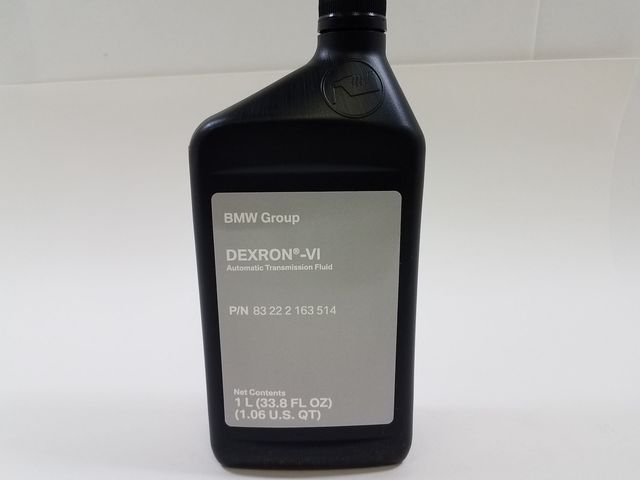 BMW Group
DEXRON®-VI
Automatic Transmission Fluid
P/N 83 22 2 163 514
Net Contents
1 L (33.8 FL OZ)
(1.06 U.S. QT)